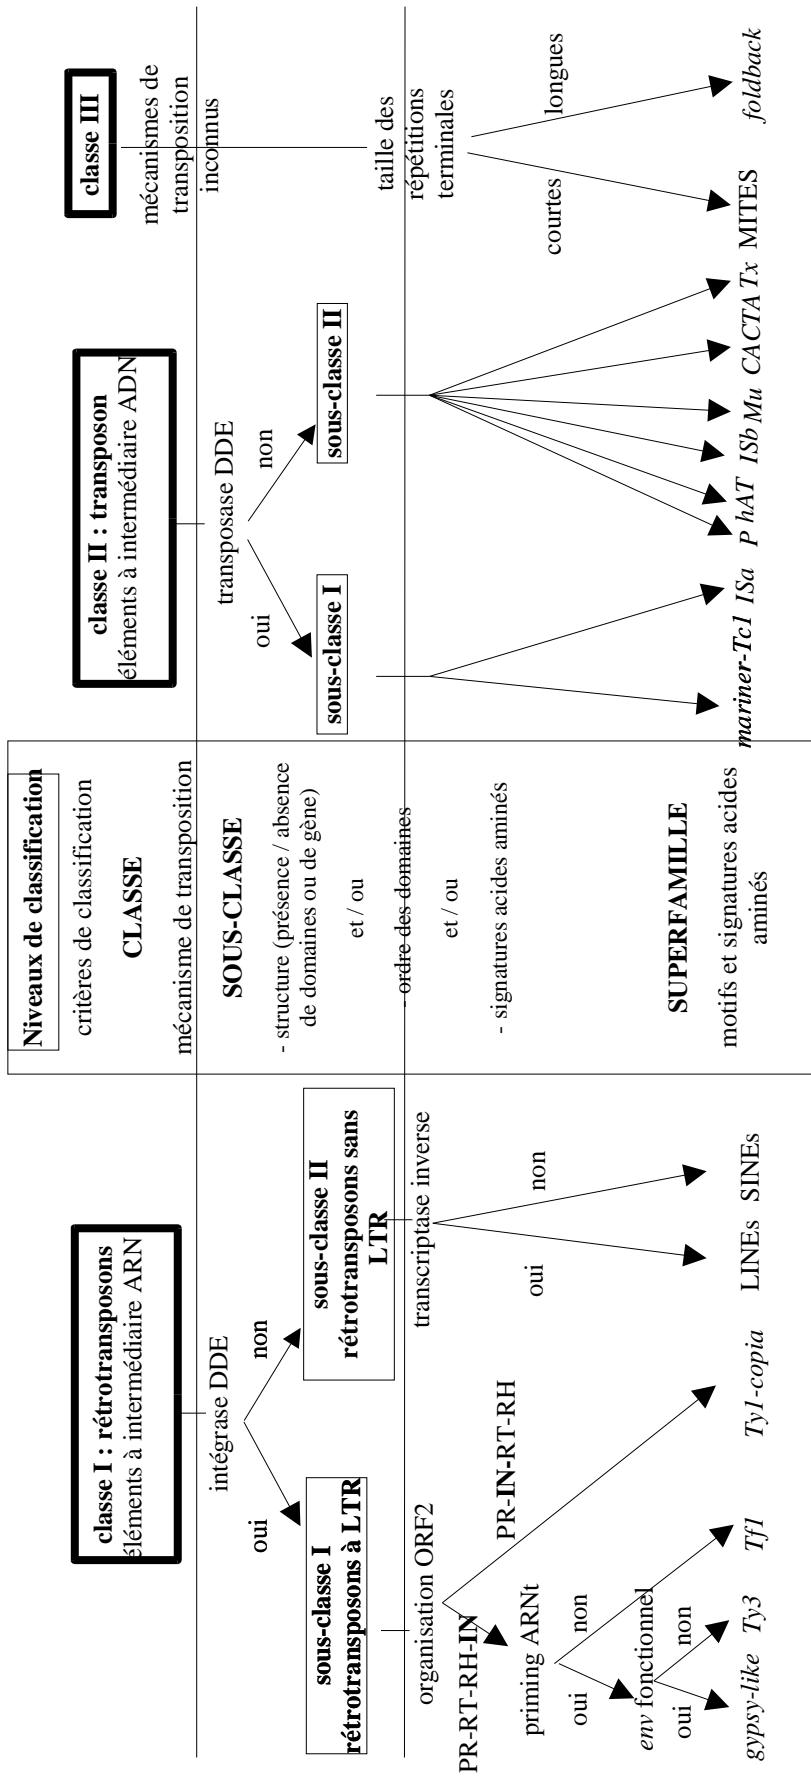 classe I : rétrotransposons
éléments à intermédiaire ARN
intégrase DDE
oui
non
sous-classe I
rétrotransposons à LTR
sous-classe II
rétrotransposons sans
LTR
organisation ORF2
transcriptase inverse
PR-RT-RH-IN
PR-IN-RT-RH
oui
non
priming ARNt
oui
non
env fonctionnel
oui
non
gypsy-like
Ty3
Tf1
Ty1-copia
LINEs
SINEs
Niveaux de classification
critères de classification
CLASSE
mécanisme de transposition
SOUS-CLASSE
- structure (présence / absence
de domaines ou de gène)
et / ou
- ordre des domaines
et / ou
- signatures acides aminés
SUPERFAMILLE
motifs et signatures acides
aminés
classe II : transposon
éléments à intermédiaire ADN
transposase DDE
oui
non
sous-classe I
sous-classe II
mariner-Tc1
ISa
P
hAT
ISb
Mu
CACTA
Tx
classe III
mécanismes de
transposition
inconnus
taille des
répétitions
terminales
courtes
longues
MITES
foldback